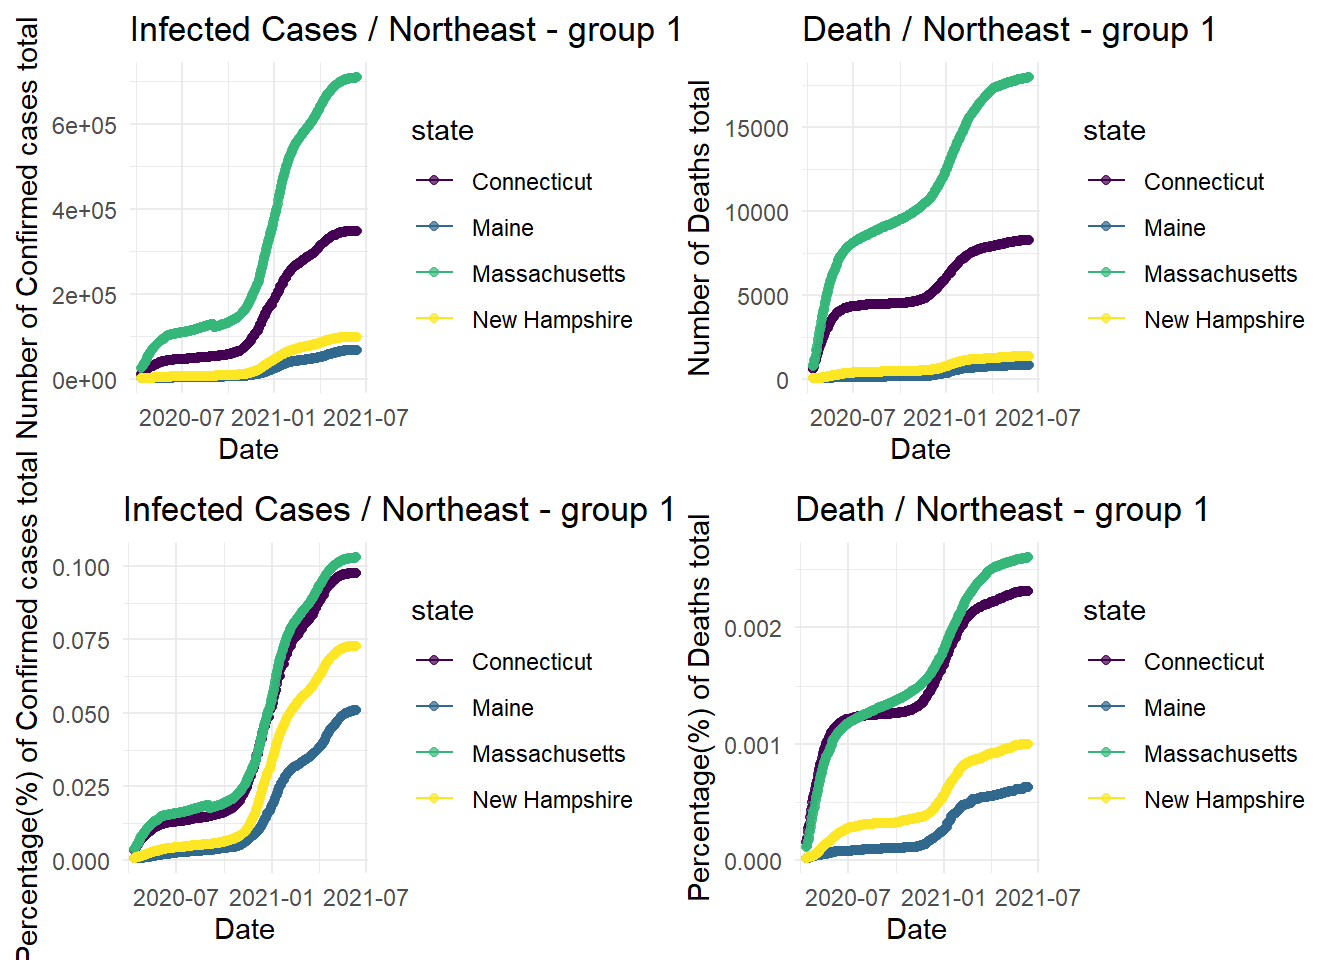 Infected Cases / Northeast - group 1
Number of Confirmed cases total
6e+05
4e+05
2e+05
0e+00
2020-07 2021-01 2021-07
Date
state
Connecticut
Maine
Massachusetts
New Hampshire
Death / Northeast - group 1
Number of Deaths total
15000
10000
5000
0
2020-07 2021-01 2021-07
Date
state
Connecticut
Maine
Massachusetts
New Hampshire
Infected Cases / Northeast - group 1
Percentage(%) of Confirmed cases total
0.100
0.075
0.050
0.025
0.000
2020-07 2021-01 2021-07
Date
state
Connecticut
Maine
Massachusetts
New Hampshire
Death / Northeast - group 1
Percentage(%) of Deaths total
0.002
0.001
0.000
2020-07 2021-01 2021-07
Date
state
Connecticut
Maine
Massachusetts
New Hampshire